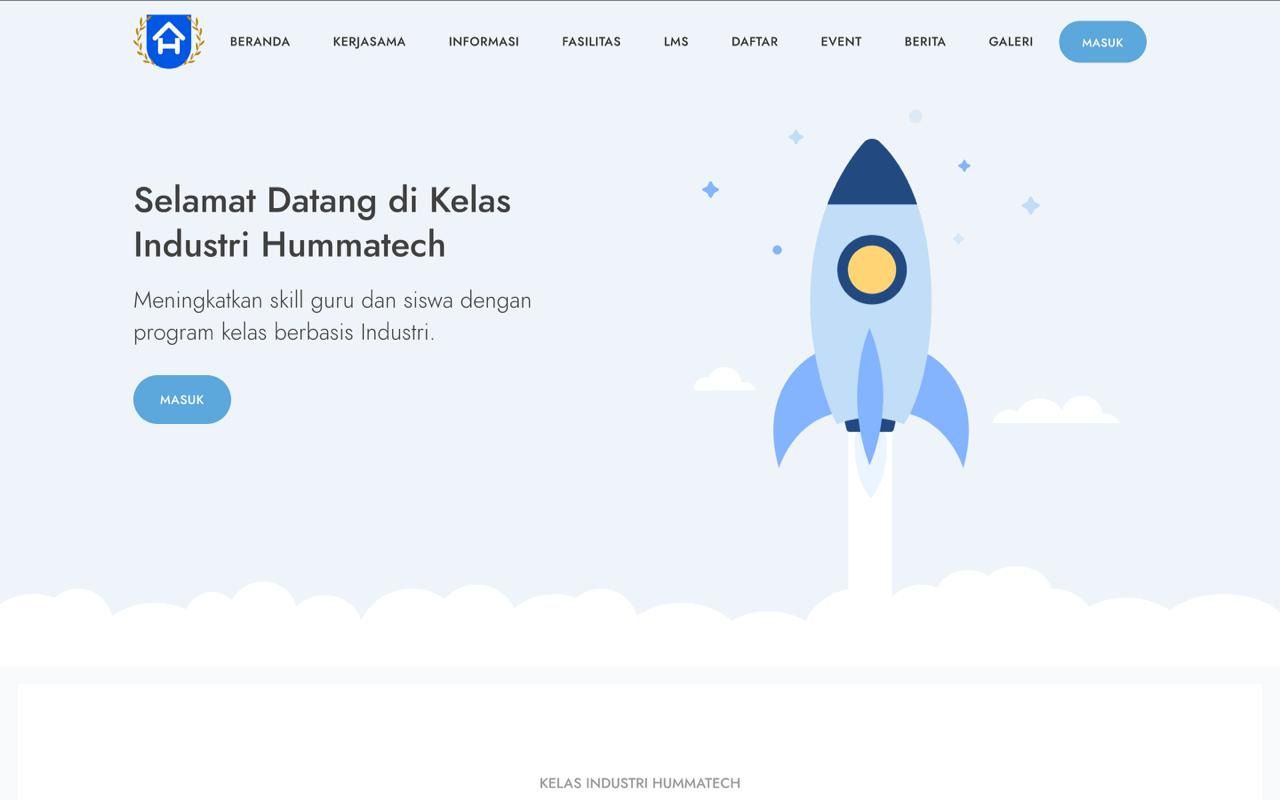 BERANDA KERJASAMA INFORMASI FASILITAS LMS DAFTAR EVENT BERITA GALERI MASUK
Selamat Datang di Kelas
Industri Hummatech
Meningkatkan skill guru dan siswa dengan
program kelas berbasis Industri.
MASUK
KELAS INDUSTRI HUMMATECH